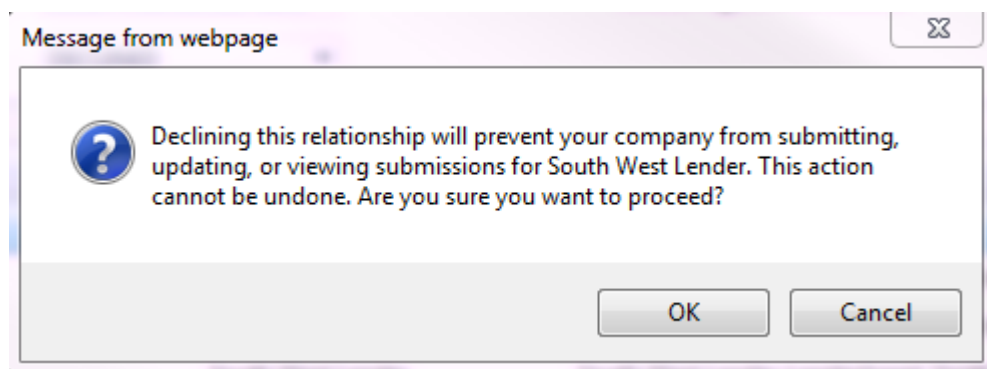 Message from webpage
Declining this relationship will prevent your company from submitting,
updating, or viewing submissions for South West Lender. This action
cannot be undone. Are you sure you want to proceed?
OK
Cancel